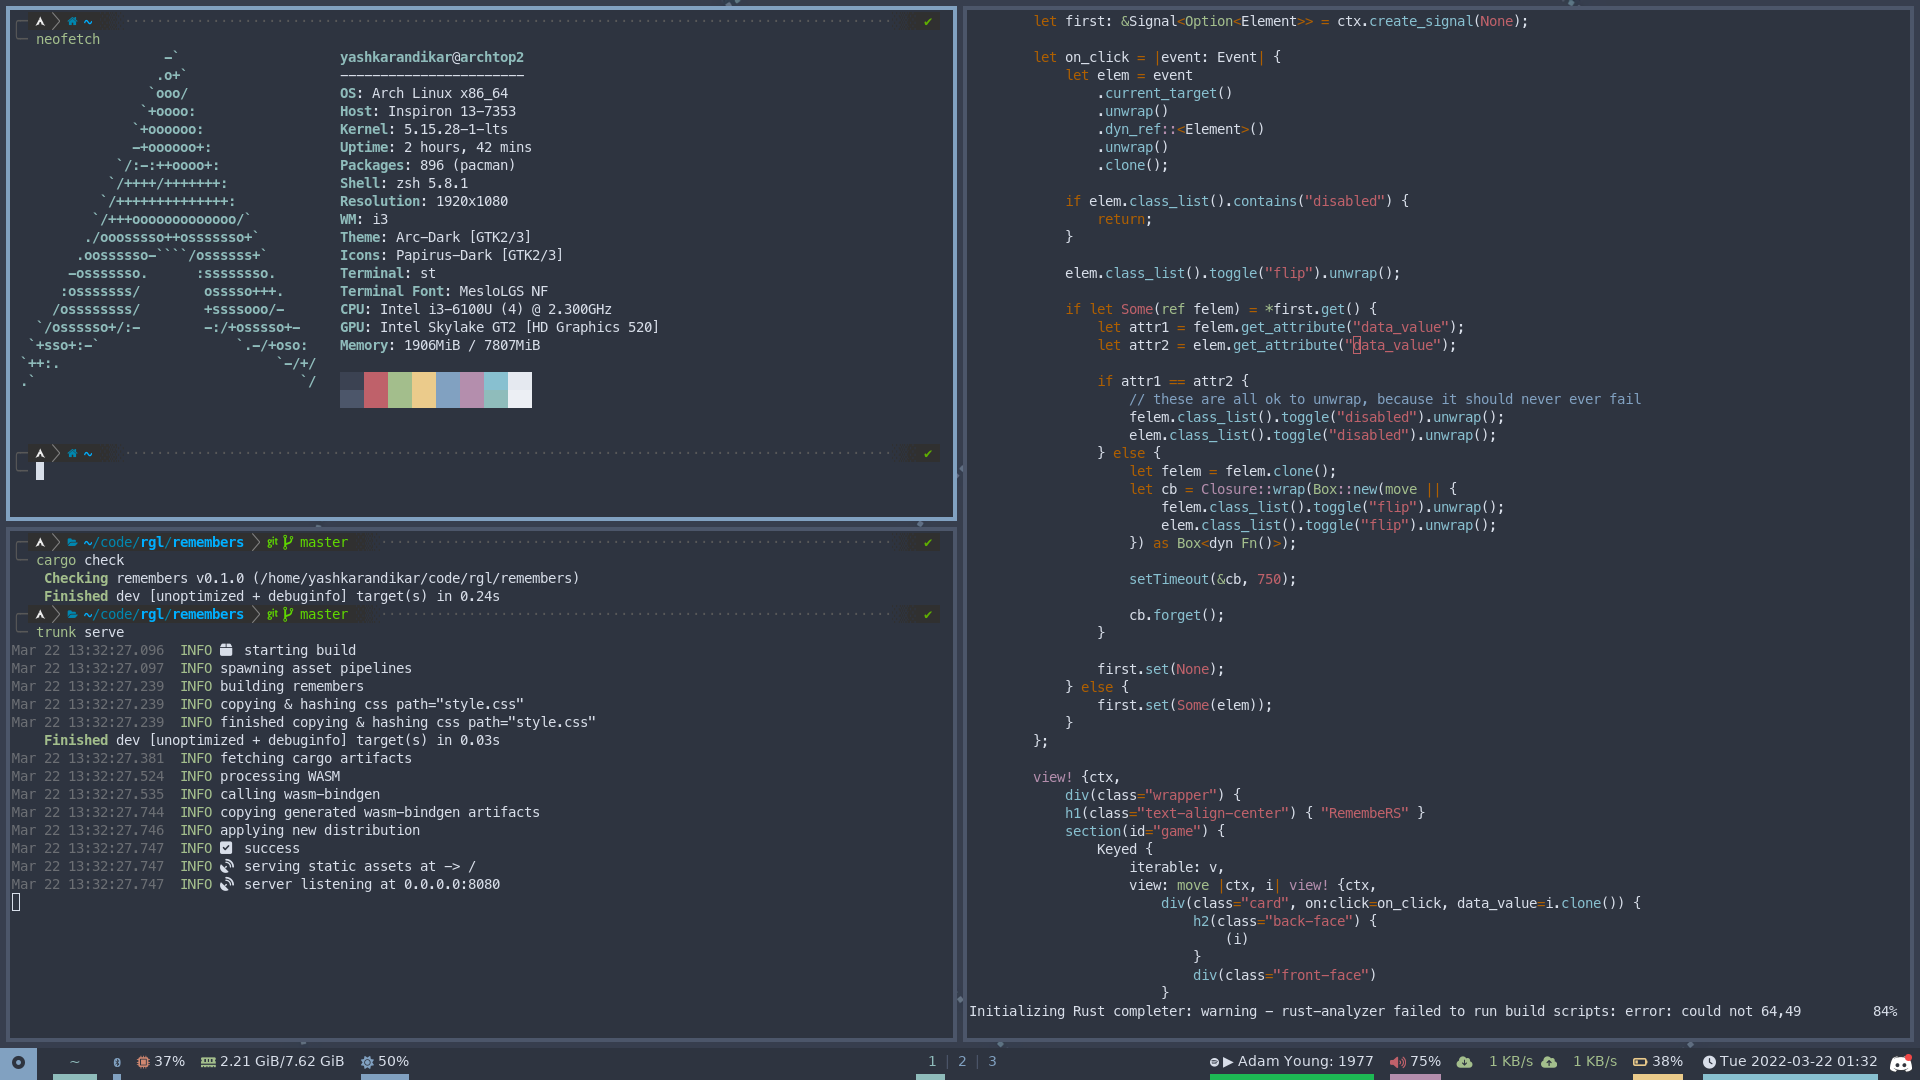 ~
neofetch
yashkarandikar@archtop2
-----------------------
OS: Arch Linux x86_64
Host: Inspiron 13-7353
Kernel: 5.15.28-1-lts
Uptime: 2 hours, 42 mins
Packages: 896 (pacman)
Shell: zsh 5.8.1
Resolution: 1920x1080
WM: i3
Theme: Arc-Dark [GTK2/3]
Icons: Papirus-Dark [GTK2/3]
Terminal: st
Terminal Font: MesloLGS NF
CPU: Intel i3-6100U (4) @ 2.300GHz
GPU: Intel Skylake GT2 [HD Graphics 520]
Memory: 1906MiB / 7807MiB
~
~/code/rgl/remembers git master
cargo check
Checking remembers v0.1.0 (/home/yashkarandikar/code/rgl/remembers)
Finished dev [unoptimized + debuginfo] target(s) in 0.24s
~/code/rgl/remembers git master
trunk serve
Mar 22 13:32:27.096 INFO starting build
Mar 22 13:32:27.097 INFO spawning asset pipelines
Mar 22 13:32:27.239 INFO building remembers
Mar 22 13:32:27.239 INFO copying & hashing css path="style.css"
Mar 22 13:32:27.239 INFO finished copying & hashing css path="style.css"
Finished dev [unoptimized + debuginfo] target(s) in 0.03s
Mar 22 13:32:27.381 INFO fetching cargo artifacts
Mar 22 13:32:27.524 INFO processing WASM
Mar 22 13:32:27.535 INFO calling wasm-bindgen
Mar 22 13:32:27.744 INFO copying generated wasm-bindgen artifacts
Mar 22 13:32:27.746 INFO applying new distribution
Mar 22 13:32:27.747 INFO success
Mar 22 13:32:27.747 INFO serving static assets at -> /
Mar 22 13:32:27.747 INFO server listening at 0.0.0.0:8080
let first: &Signal<Option<Element>> = ctx.create_signal(None);
let on_click = |event: Event| {
let elem = event
.current_target()
.unwrap()
.dyn_ref::<Element>()
.unwrap()
.clone();
if elem.class_list().contains("disabled") {
return;
}
elem.class_list().toggle("flip").unwrap();
if let Some(ref felem) = *first.get() {
let attr1 = felem.get_attribute("data_value");
let attr2 = elem.get_attribute("data_value");
if attr1 == attr2 {
// these are all ok to unwrap, because it should never ever fail
felem.class_list().toggle("disabled").unwrap();
elem.class_list().toggle("disabled").unwrap();
} else {
let felem = felem.clone();
let cb = Closure::wrap(Box::new(move || {
felem.class_list().toggle("flip").unwrap();
elem.class_list().toggle("flip").unwrap();
}) as Box<dyn Fn()>);
setTimeout(&cb, 750);
cb.forget();
}
first.set(None);
} else {
first.set(Some(elem));
}
};
view! {ctx,
div(class="wrapper") {
h1(class="text-align-center") { "RemembeRS" }
section(id="game") {
Keyed {
iterable: v,
view: move |ctx, i| view! {ctx,
div(class="card", on:click=on_click, data_value=i.clone()) {
h2(class="back-face") {
(i)
}
div(class="front-face")
}
Initializing Rust completer: warning - rust-analyzer failed to run build scripts: error: could not 64,49 84%
~ 37% 2.21 GiB/7.62 GiB 50% 1 | 2 | 3 Adam Young: 1977 75% 1 KB/s 1 KB/s 38% Tue 2022-03-22 01:32